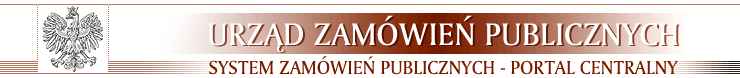 URZĄD ZAMÓWIEŃ PUBLICZNYCH
SYSTEM ZAMÓWIEŃ PUBLICZNYCH - PORTAL CENTRALNY